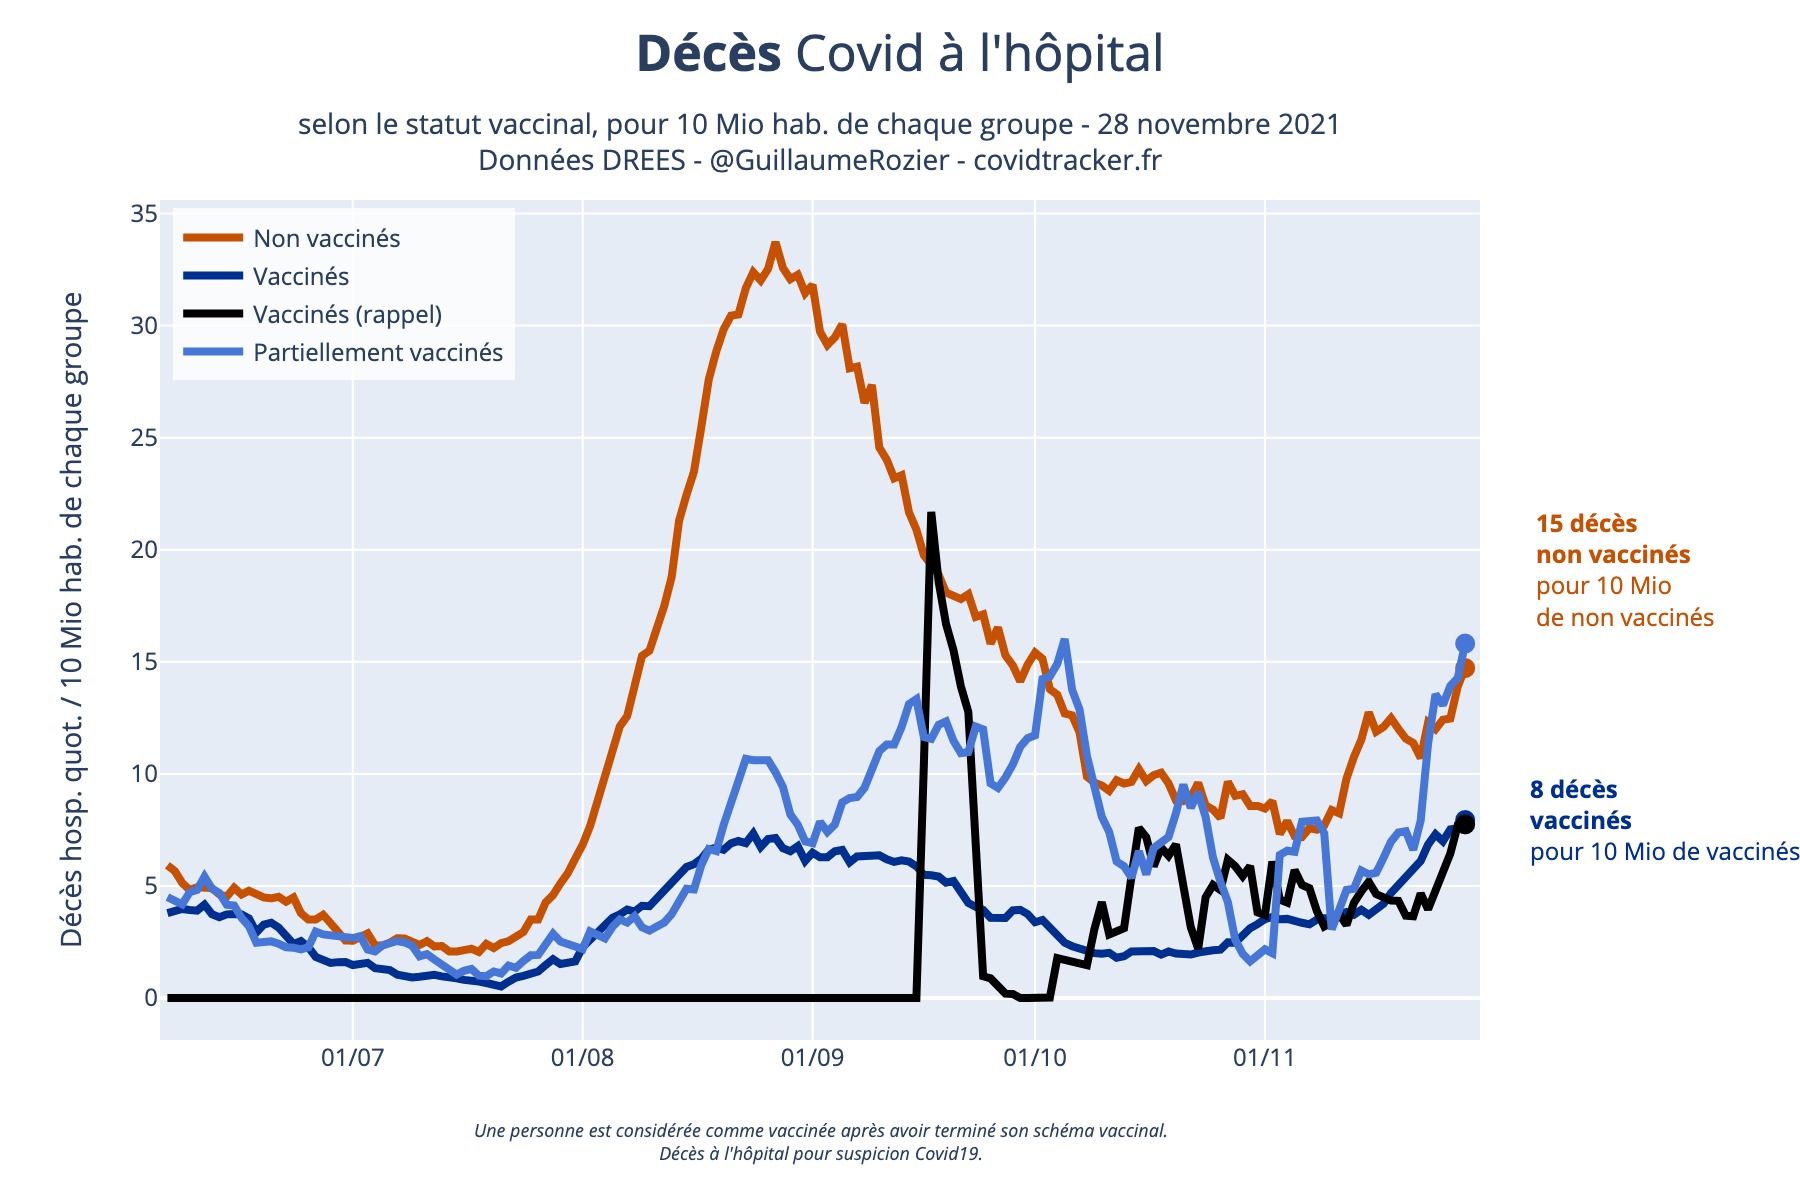 Décès Covid à l'hôpital
selon le statut vaccinal, pour 10 Mio hab. de chaque groupe - 28 novembre 2021
Données DREES - @GuillaumeRozier - covidtracker.fr
Décès hosp. quot. / 10 Mio hab. de chaque groupe
35
30
25
20
15
10
5
0
Non vaccinés
Vaccinés
Vaccinés (rappel)
Partiellement vaccinés
15 décès
non vaccinés
pour 10 Mio
de non vaccinés
8 décès
vaccinés
pour 10 Mio de vaccinés
01/07
01/08
01/09
01/10
01/11
Une personne est considérée comme vaccinée après avoir terminé son schéma vaccinal.
Décès à l'hôpital pour suspicion Covid19.